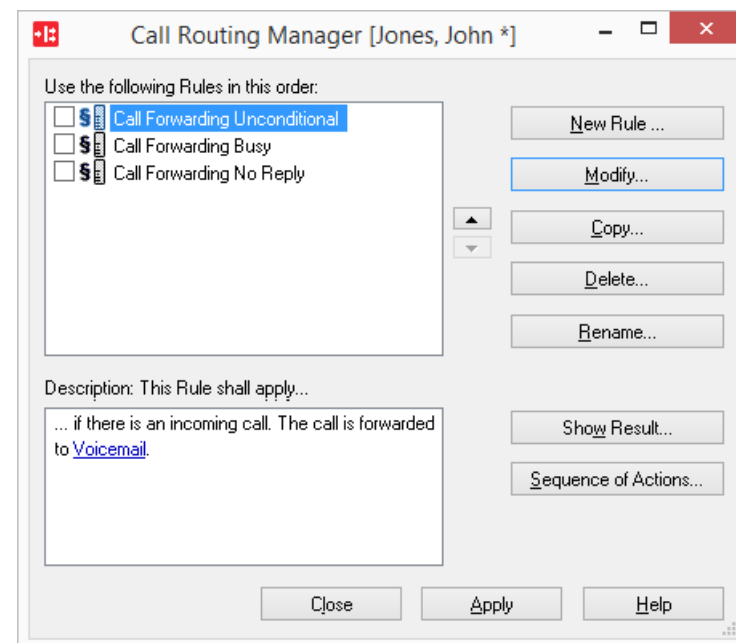 Call Routing Manager [Jones, John *]
Use the following Rules in this order:
§ Call Forwarding Unconditional
§ Call Forwarding Busy
§ Call Forwarding No Reply
New Rule ...
Modify...
Copy...
Delete...
Rename...
Description: This Rule shall apply...
... if there is an incoming call. The call is forwarded
to Voicemail.
Show Result...
Sequence of Actions...
Close
Apply
Help